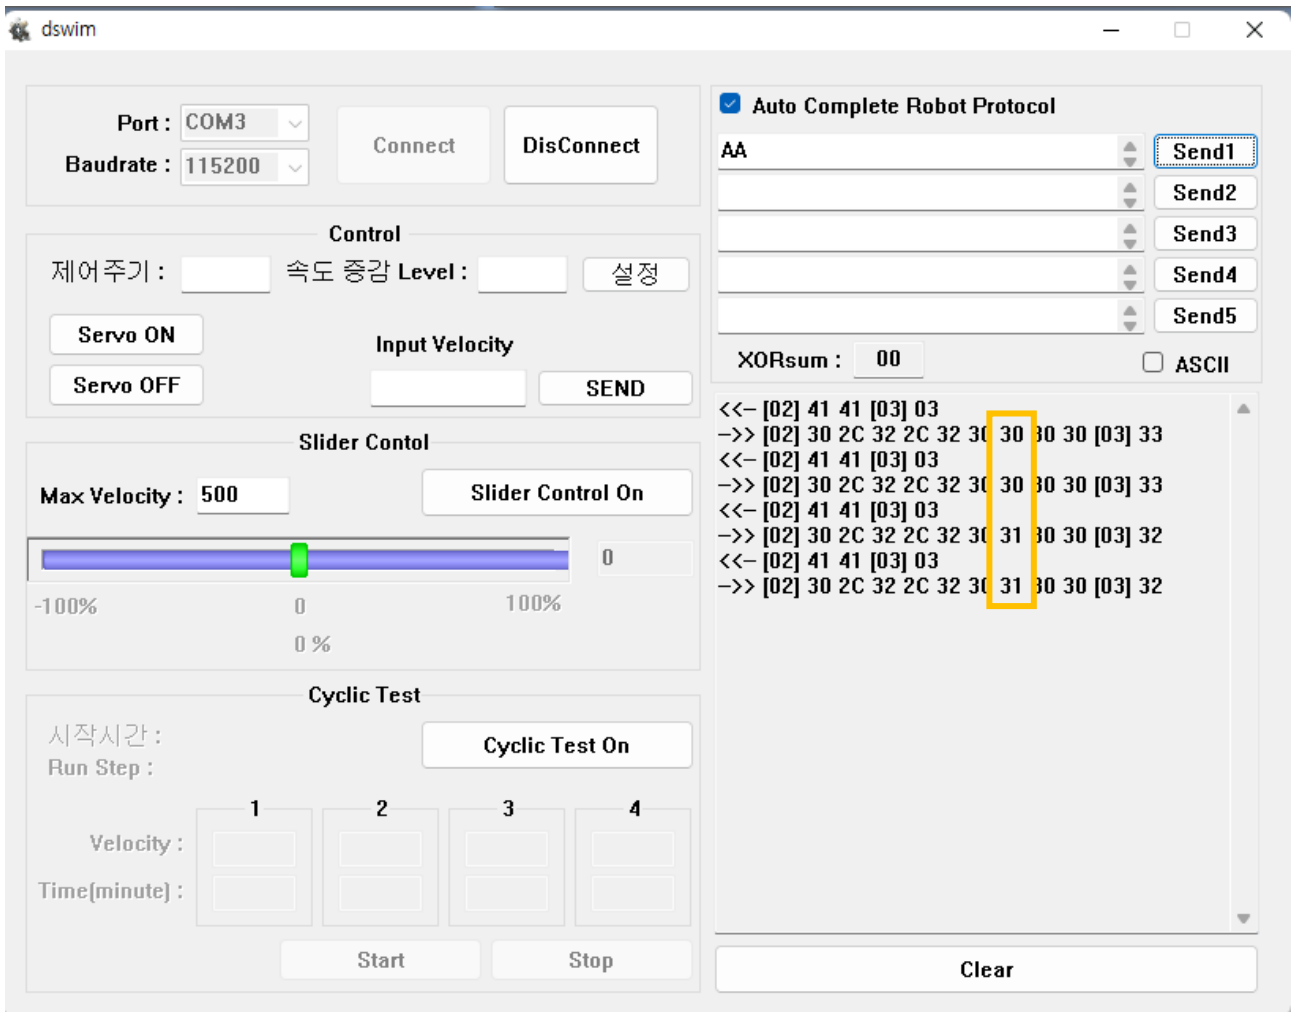 dswim
Port : COM3
Baudrate : 115200
Connect
DisConnect
Control
제어주기 :
속도 증감 Level :
설정
Servo ON
Servo OFF
Input Velocity
SEND
Slider Contol
Max Velocity : 500
Slider Control On
0
-100%
0
100%
0 %
Cyclic Test
시작시간 :
Run Step :
Cyclic Test On
1
2
3
4
Velocity :
Time(minute) :
Start
Stop
Auto Complete Robot Protocol
AA
Send1
Send2
Send3
Send4
Send5
XORsum : 00
ASCII
<<- [02] 41 41 [03] 03
->> [02] 30 2C 32 2C 32 30 30 30 30 [03] 33
<<- [02] 41 41 [03] 03
->> [02] 30 2C 32 2C 32 30 30 30 30 [03] 33
<<- [02] 41 41 [03] 03
->> [02] 30 2C 32 2C 32 30 31 30 30 [03] 32
<<- [02] 41 41 [03] 03
->> [02] 30 2C 32 2C 32 30 31 30 30 [03] 32
Clear